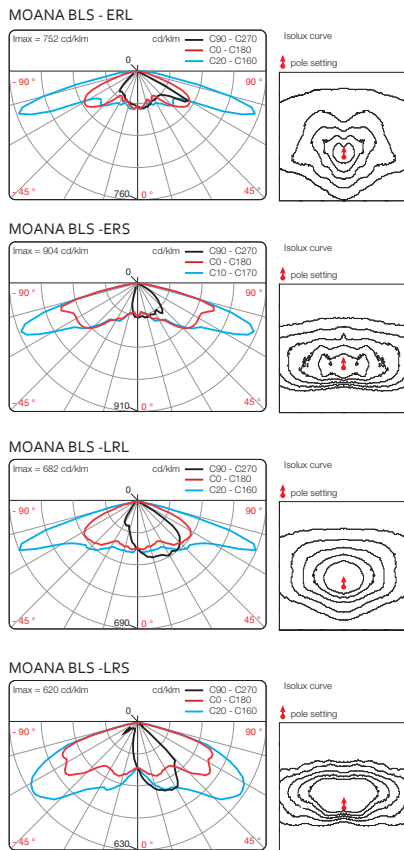 MOANA BLS - ERL
Imax = 752 cd/klm cd/klm C90 - C270
C0 - C180
C20 - C160
0
- 90 ° 90 °
- 45 ° 45 °
760 0 °
Isolux curve
pole setting
MOANA BLS -ERS
Imax = 904 cd/klm cd/klm C90 - C270
C0 - C180
C10 - C170
0
- 90 ° 90 °
- 45 ° 45 °
910 0 °
Isolux curve
pole setting
MOANA BLS -LRL
Imax = 682 cd/klm cd/klm C90 - C270
C0 - C180
C20 - C160
0
- 90 ° 90 °
- 45 ° 45 °
690 0 °
Isolux curve
pole setting
MOANA BLS -LRS
Imax = 620 cd/klm cd/klm C90 - C270
C0 - C180
C20 - C160
0
- 90 ° 90 °
- 45 ° 45 °
630 0 °
Isolux curve
pole setting